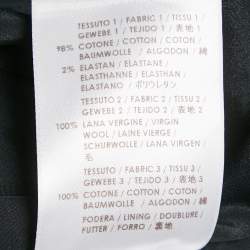 TESSUTO 1 / FABRIC 1 / TISSU 1 /
GEWEBE 1 / TEJIDO 1 / 表地 1
98% COTONE / COTTON / COTON /
BAUMWOLLE / ALGODON / 綿
2% ELASTAN / ELASTANE /
ELASTHANNE / ELASTHAN /
ELASTANO / ポリウレタン
TESSUTO 2 / FABRIC 2 / TISSU 2 /
GEWEBE 2 / TEJIDO 2 / 表地 2
100% LANA VERGINE / VIRGIN
WOOL / LAINE VIERGE /
SCHURWOLLE / LANA VIRGEN /
毛
TESSUTO 3 / FABRIC 3 / TISSU 3 /
GEWEBE 3 / TEJIDO 3 / 表地 3
100% COTONE / COTTON / COTON /
BAUMWOLLE / ALGODON / 綿
FODERA / LINING / DOUBLURE /
FUTTER / FORRO / 裏地